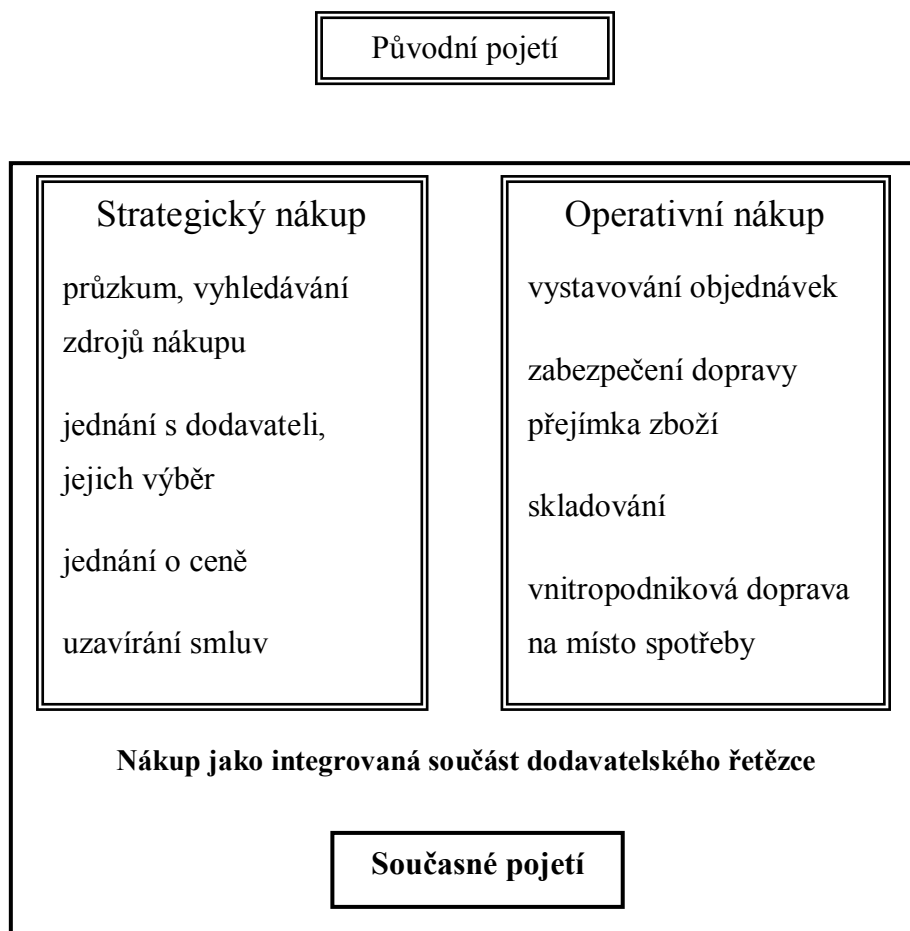 Původní pojetí
Strategický nákup
průzkum, vyhledávání
zdrojů nákupu
jednání s dodavateli,
jejich výběr
jednání o ceně
uzavírání smluv
Operativní nákup
vystavování objednávek
zabezpečení dopravy
přejímka zboží
skladování
vnitropodniková doprava
na místo spotřeby
Nákup jako integrovaná součást dodavatelského řetězce
Současné pojetí